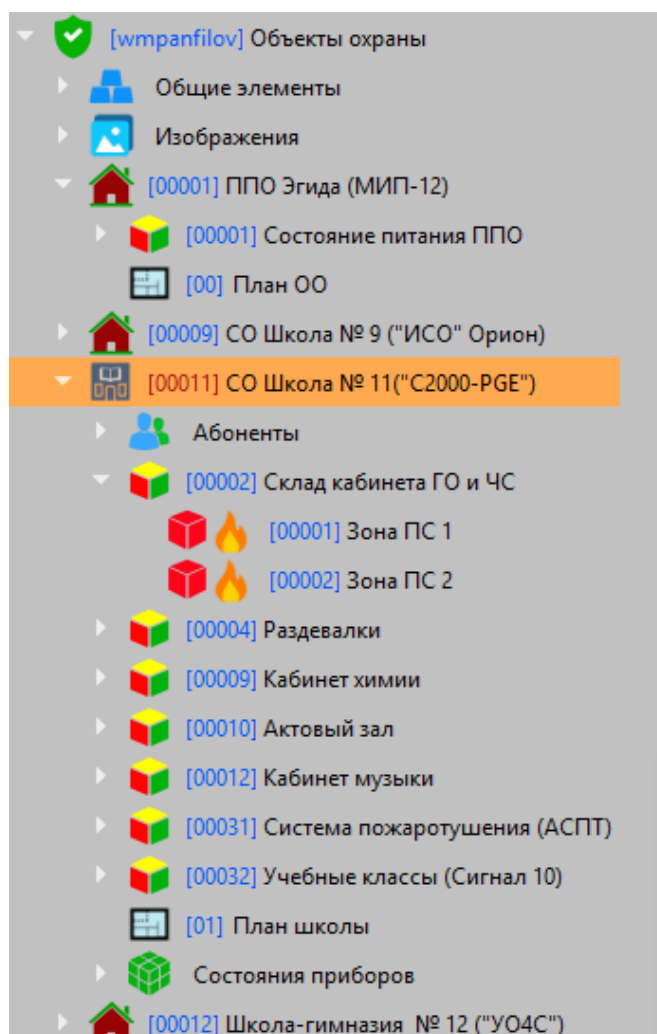 [wmpanfilov] Объекты охраны
Общие элементы
Изображения
[00001] ППО Эгида (МИП-12)
[00001] Состояние питания ППО
[00] План ОО
[00009] СО Школа № 9 ("ИСО" Орион)
[00011] СО Школа № 11("С2000-PGE")
Абоненты
[00002] Склад кабинета ГО и ЧС
[00001] Зона ПС 1
[00002] Зона ПС 2
[00004] Раздевалки
[00009] Кабинет химии
[00010] Актовый зал
[00012] Кабинет музыки
[00031] Система пожаротушения (АСПТ)
[00032] Учебные классы (Сигнал 10)
[01] План школы
Состояния приборов
[00012] Школа-гимназия № 12 ("УО4С")